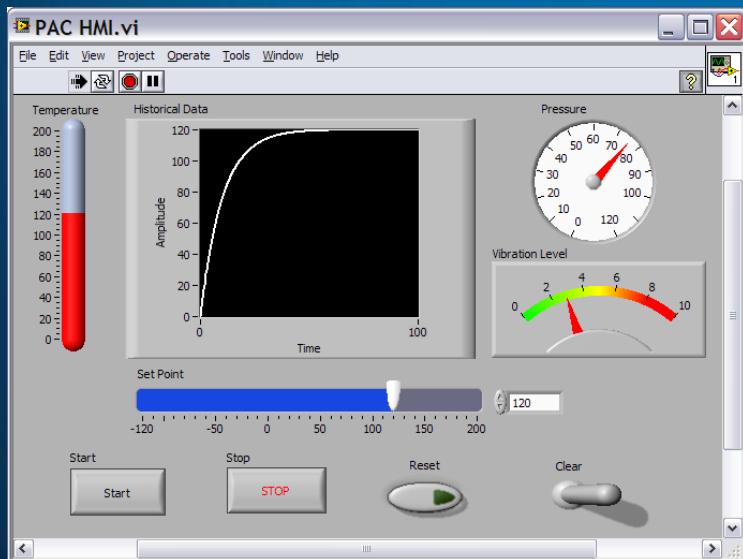 PAC HMI.vi
File Edit View Project Operate Tools Window Help
1
Temperature
200
180
160
140
120
100
80
60
40
20
0
Historical Data
120
100
80
60
40
20
0
Amplitude
0 100
Time
Pressure
0 10 20 30 40 50 60 70 80 90 100 120
Vibration Level
0 2 4 6 8 10
Set Point
-120 -50 0 50 100 150 200
120
Start
Start
Stop
STOP
Reset
Clear